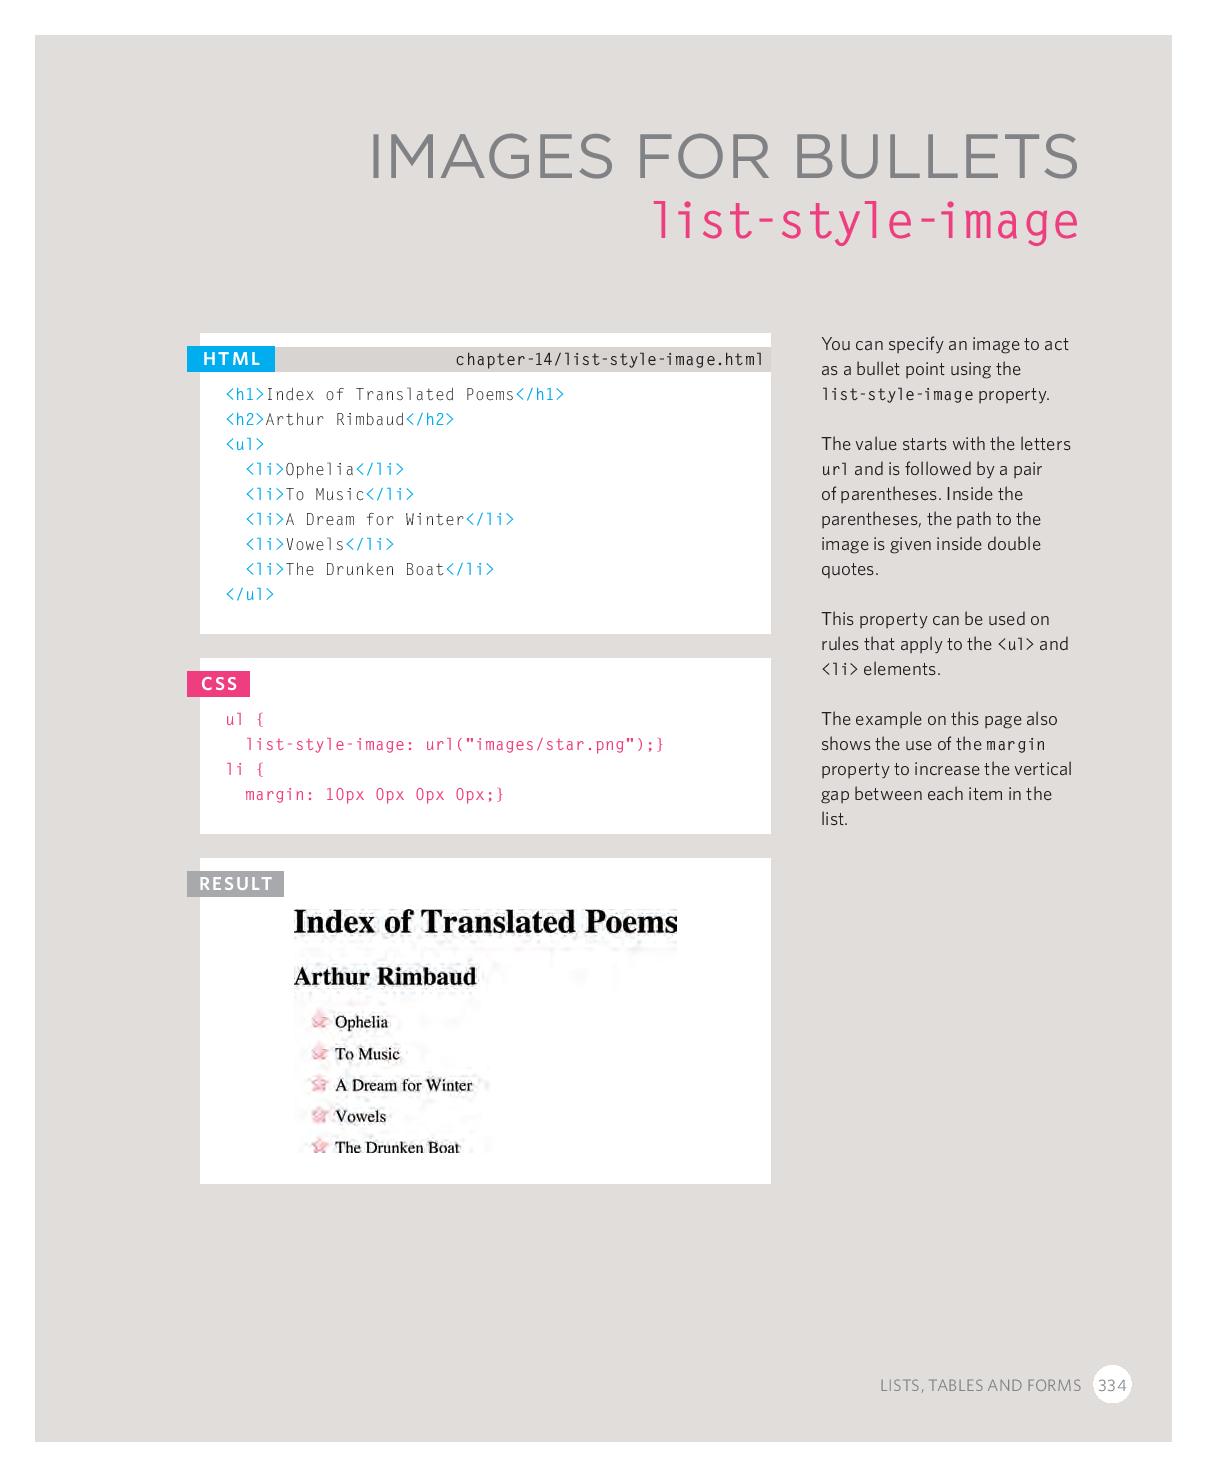 IMAGES FOR BULLETS
list-style-image
HTML
chapter-14/list-style-image.html
<h1>Index of Translated Poems</h1>
<h2>Arthur Rimbaud</h2>
<ul>
  <li>Ophelia</li>
  <li>To Music</li>
  <li>A Dream for Winter</li>
  <li>Vowels</li>
  <li>The Drunken Boat</li>
</ul>
CSS
ul {
  list-style-image: url("images/star.png");}
li {
  margin: 10px 0px 0px 0px;}
RESULT
Index of Translated Poems
Arthur Rimbaud
Ophelia
To Music
A Dream for Winter
Vowels
The Drunken Boat
You can specify an image to act
as a bullet point using the
list-style-image property.
The value starts with the letters
url and is followed by a pair
of parentheses. Inside the
parentheses, the path to the
image is given inside double
quotes.
This property can be used on
rules that apply to the <ul> and
<li> elements.
The example on this page also
shows the use of the margin
property to increase the vertical
gap between each item in the
list.
LISTS, TABLES AND FORMS 334